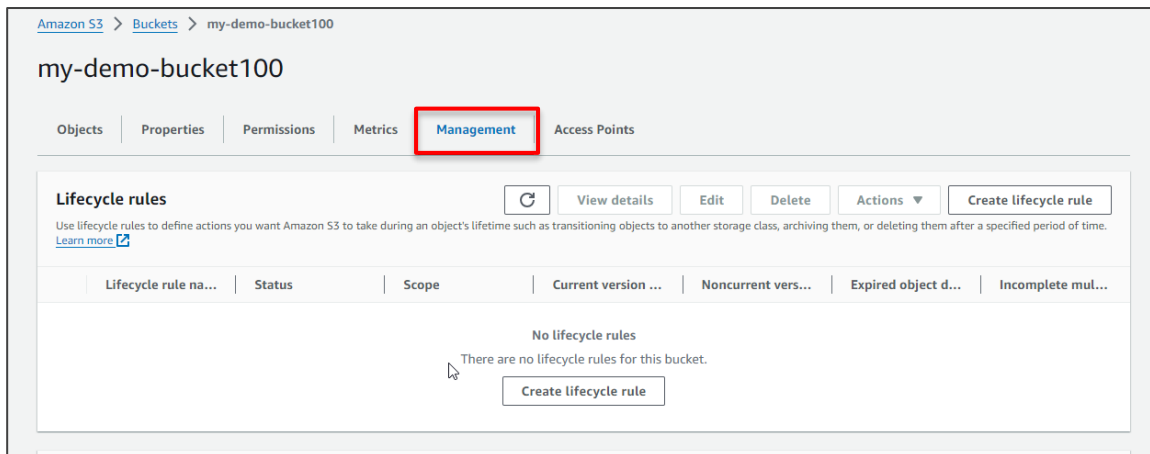 Amazon S3 > Buckets > my-demo-bucket100
my-demo-bucket100
Objects Properties Permissions Metrics Management Access Points
Lifecycle rules View details Edit Delete Actions ▼ Create lifecycle rule
Use lifecycle rules to define actions you want Amazon S3 to take during an object's lifetime such as transitioning objects to another storage class, archiving them, or deleting them after a specified period of time.
Learn more
Lifecycle rule na... Status Scope Current version ... Noncurrent vers... Expired object d... Incomplete mul...
No lifecycle rules
There are no lifecycle rules for this bucket.
Create lifecycle rule